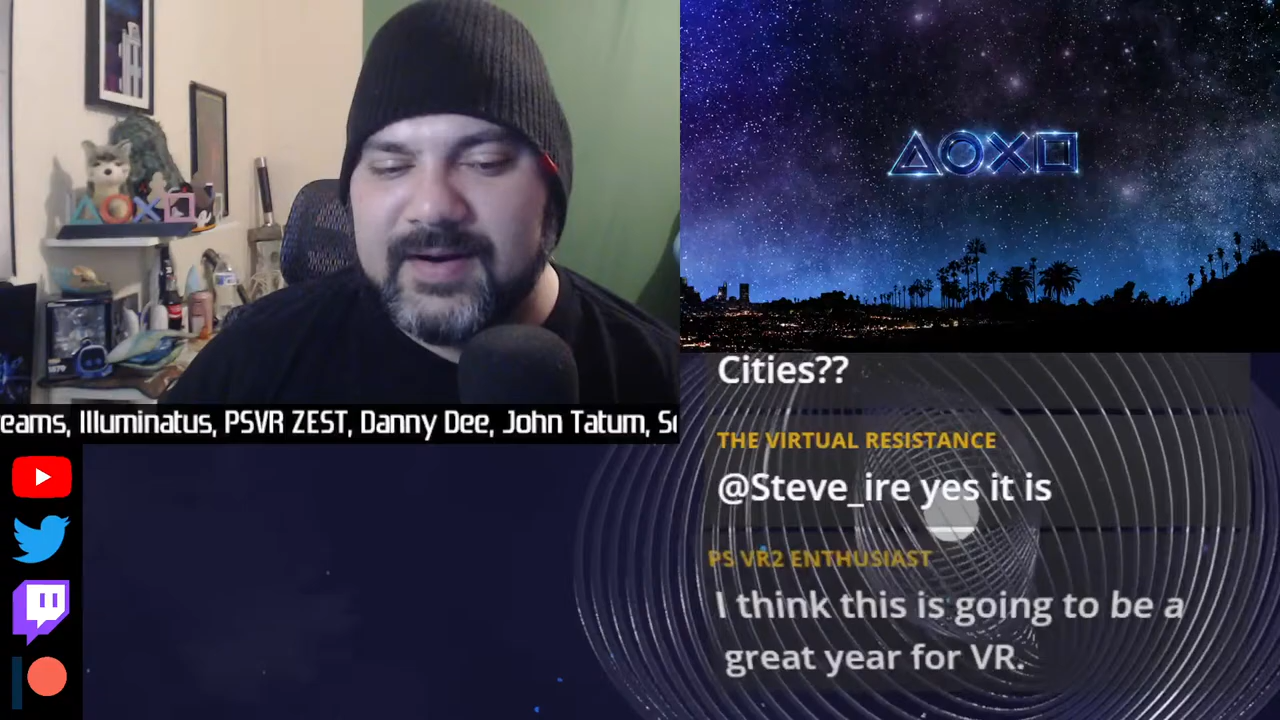 Cities??
eams, Illuminatus, PSVR ZEST, Danny Dee, John Tatum, S
THE VIRTUAL RESISTANCE
@Steve_ire yes it is
PS VR2 ENTHUSIAST
I think this is going to be a
great year for VR.